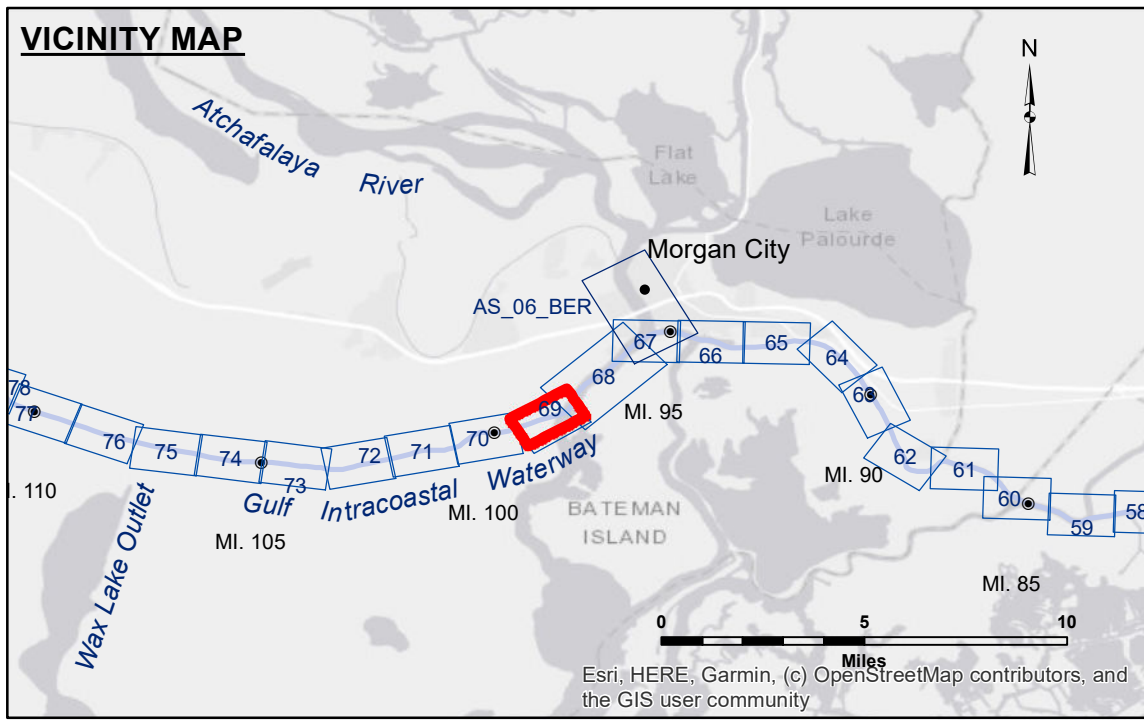 VICINITY MAP
N
Atchafalaya
River
Flat
Lake
Lake
Palourde
Morgan City
AS_06_BER
67
66
65
64
63
62
61
60
59
58
68
69
70
71
72
73
74
75
76
77
78
MI. 95
MI. 90
MI. 85
MI. 100
MI. 105
I. 110
Gulf Intracoastal Waterway
Wax Lake Outlet
BATEMAN
ISLAND
0 5 10
Miles
Esri, HERE, Garmin, (c) OpenStreetMap contributors, and
the GIS user community